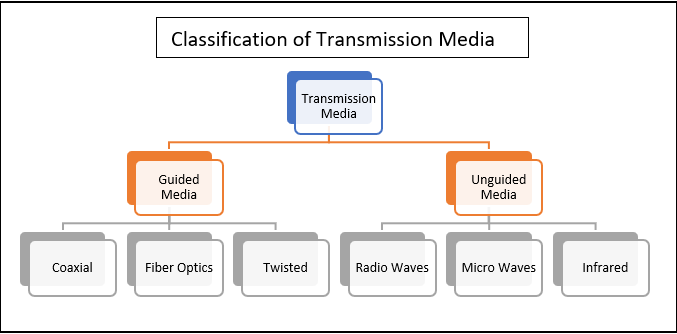 Classification of Transmission Media
Transmission
Media
Guided
Media
Unguided
Media
Coaxial
Fiber Optics
Twisted
Radio Waves
Micro Waves
Infrared